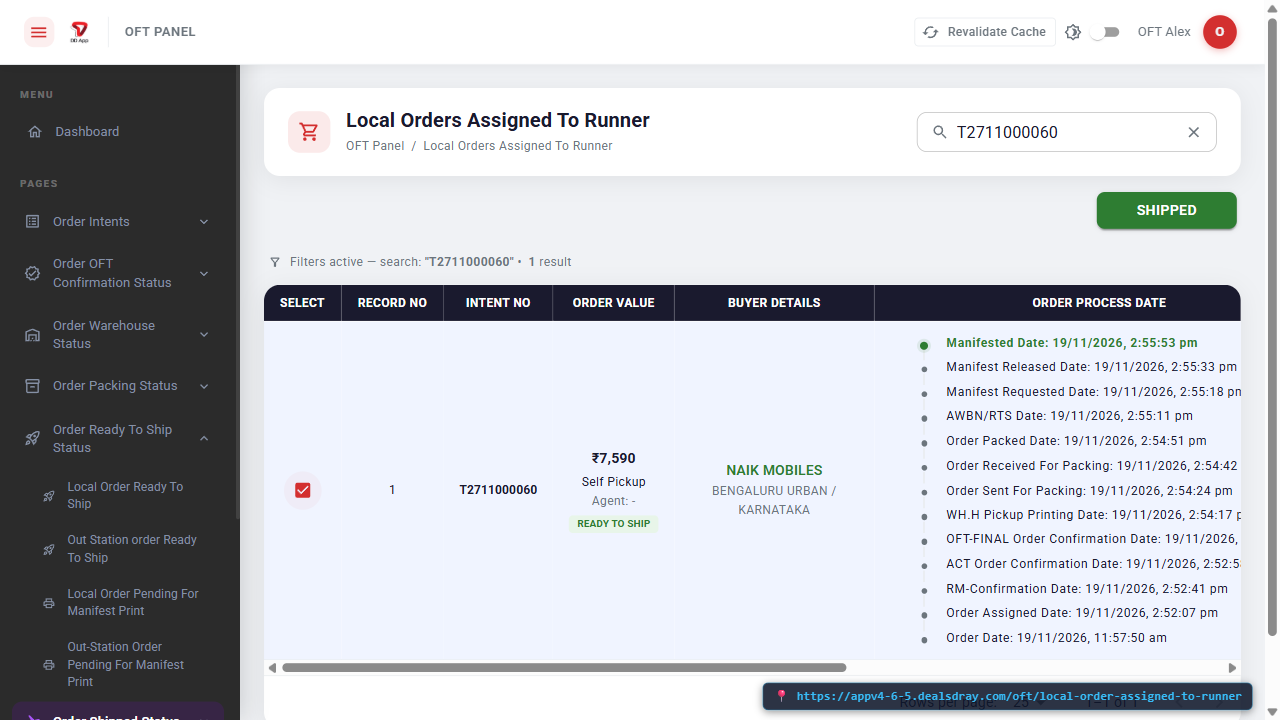 DD App
OFT PANEL
Revalidate Cache
OFT Alex
O
MENU
Dashboard
PAGES
Order Intents
Order OFT
Confirmation Status
Order Warehouse
Status
Order Packing Status
Order Ready To Ship
Status
Local Order Ready To
Ship
Out Station order Ready
To Ship
Local Order Pending For
Manifest Print
Out-Station Order
Pending For Manifest
Print
Order Shipped Status
Local Orders Assigned To Runner
OFT Panel / Local Orders Assigned To Runner
T2711000060
SHIPPED
Filters active — search: "T2711000060" • 1 result
SELECT RECORD NO INTENT NO ORDER VALUE BUYER DETAILS ORDER PROCESS DATE
1
T2711000060
₹7,590
Self Pickup
Agent: -
READY TO SHIP
NAIK MOBILES
BENGALURU URBAN /
KARNATAKA
Manifested Date: 19/11/2026, 2:55:53 pm
Manifest Released Date: 19/11/2026, 2:55:33 pm
Manifest Requested Date: 19/11/2026, 2:55:18 pm
AWBN/RTS Date: 19/11/2026, 2:55:11 pm
Order Packed Date: 19/11/2026, 2:54:51 pm
Order Received For Packing: 19/11/2026, 2:54:42
Order Sent For Packing: 19/11/2026, 2:54:24 pm
WH.H Pickup Printing Date: 19/11/2026, 2:54:17 p
OFT-FINAL Order Confirmation Date: 19/11/2026,
ACT Order Confirmation Date: 19/11/2026, 2:52:5
RM-Confirmation Date: 19/11/2026, 2:52:41 pm
Order Assigned Date: 19/11/2026, 2:52:07 pm
Order Date: 19/11/2026, 11:57:50 am
Rows per page: 25 1–1 of 1
https://appv4-6-5.dealsdray.com/oft/local-order-assigned-to-runner